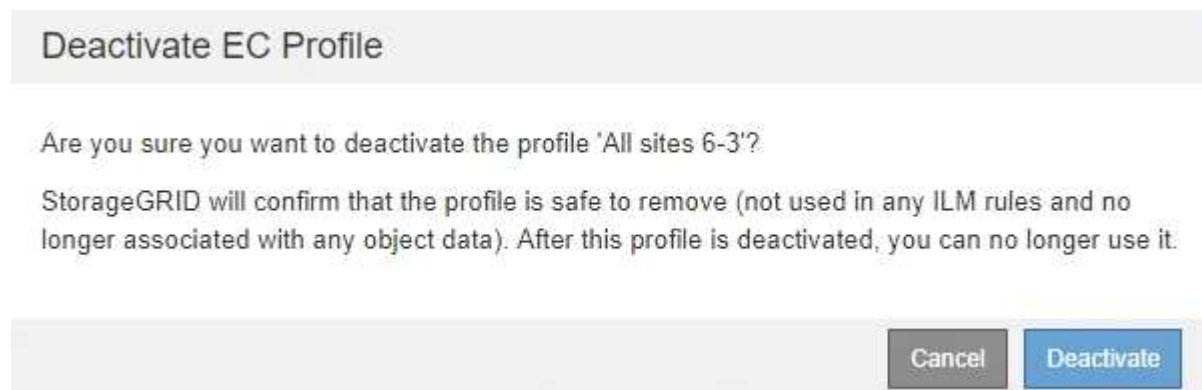 Deactivate EC Profile
Are you sure you want to deactivate the profile 'All sites 6-3'?
StorageGRID will confirm that the profile is safe to remove (not used in any ILM rules and no
longer associated with any object data). After this profile is deactivated, you can no longer use it.
Cancel Deactivate